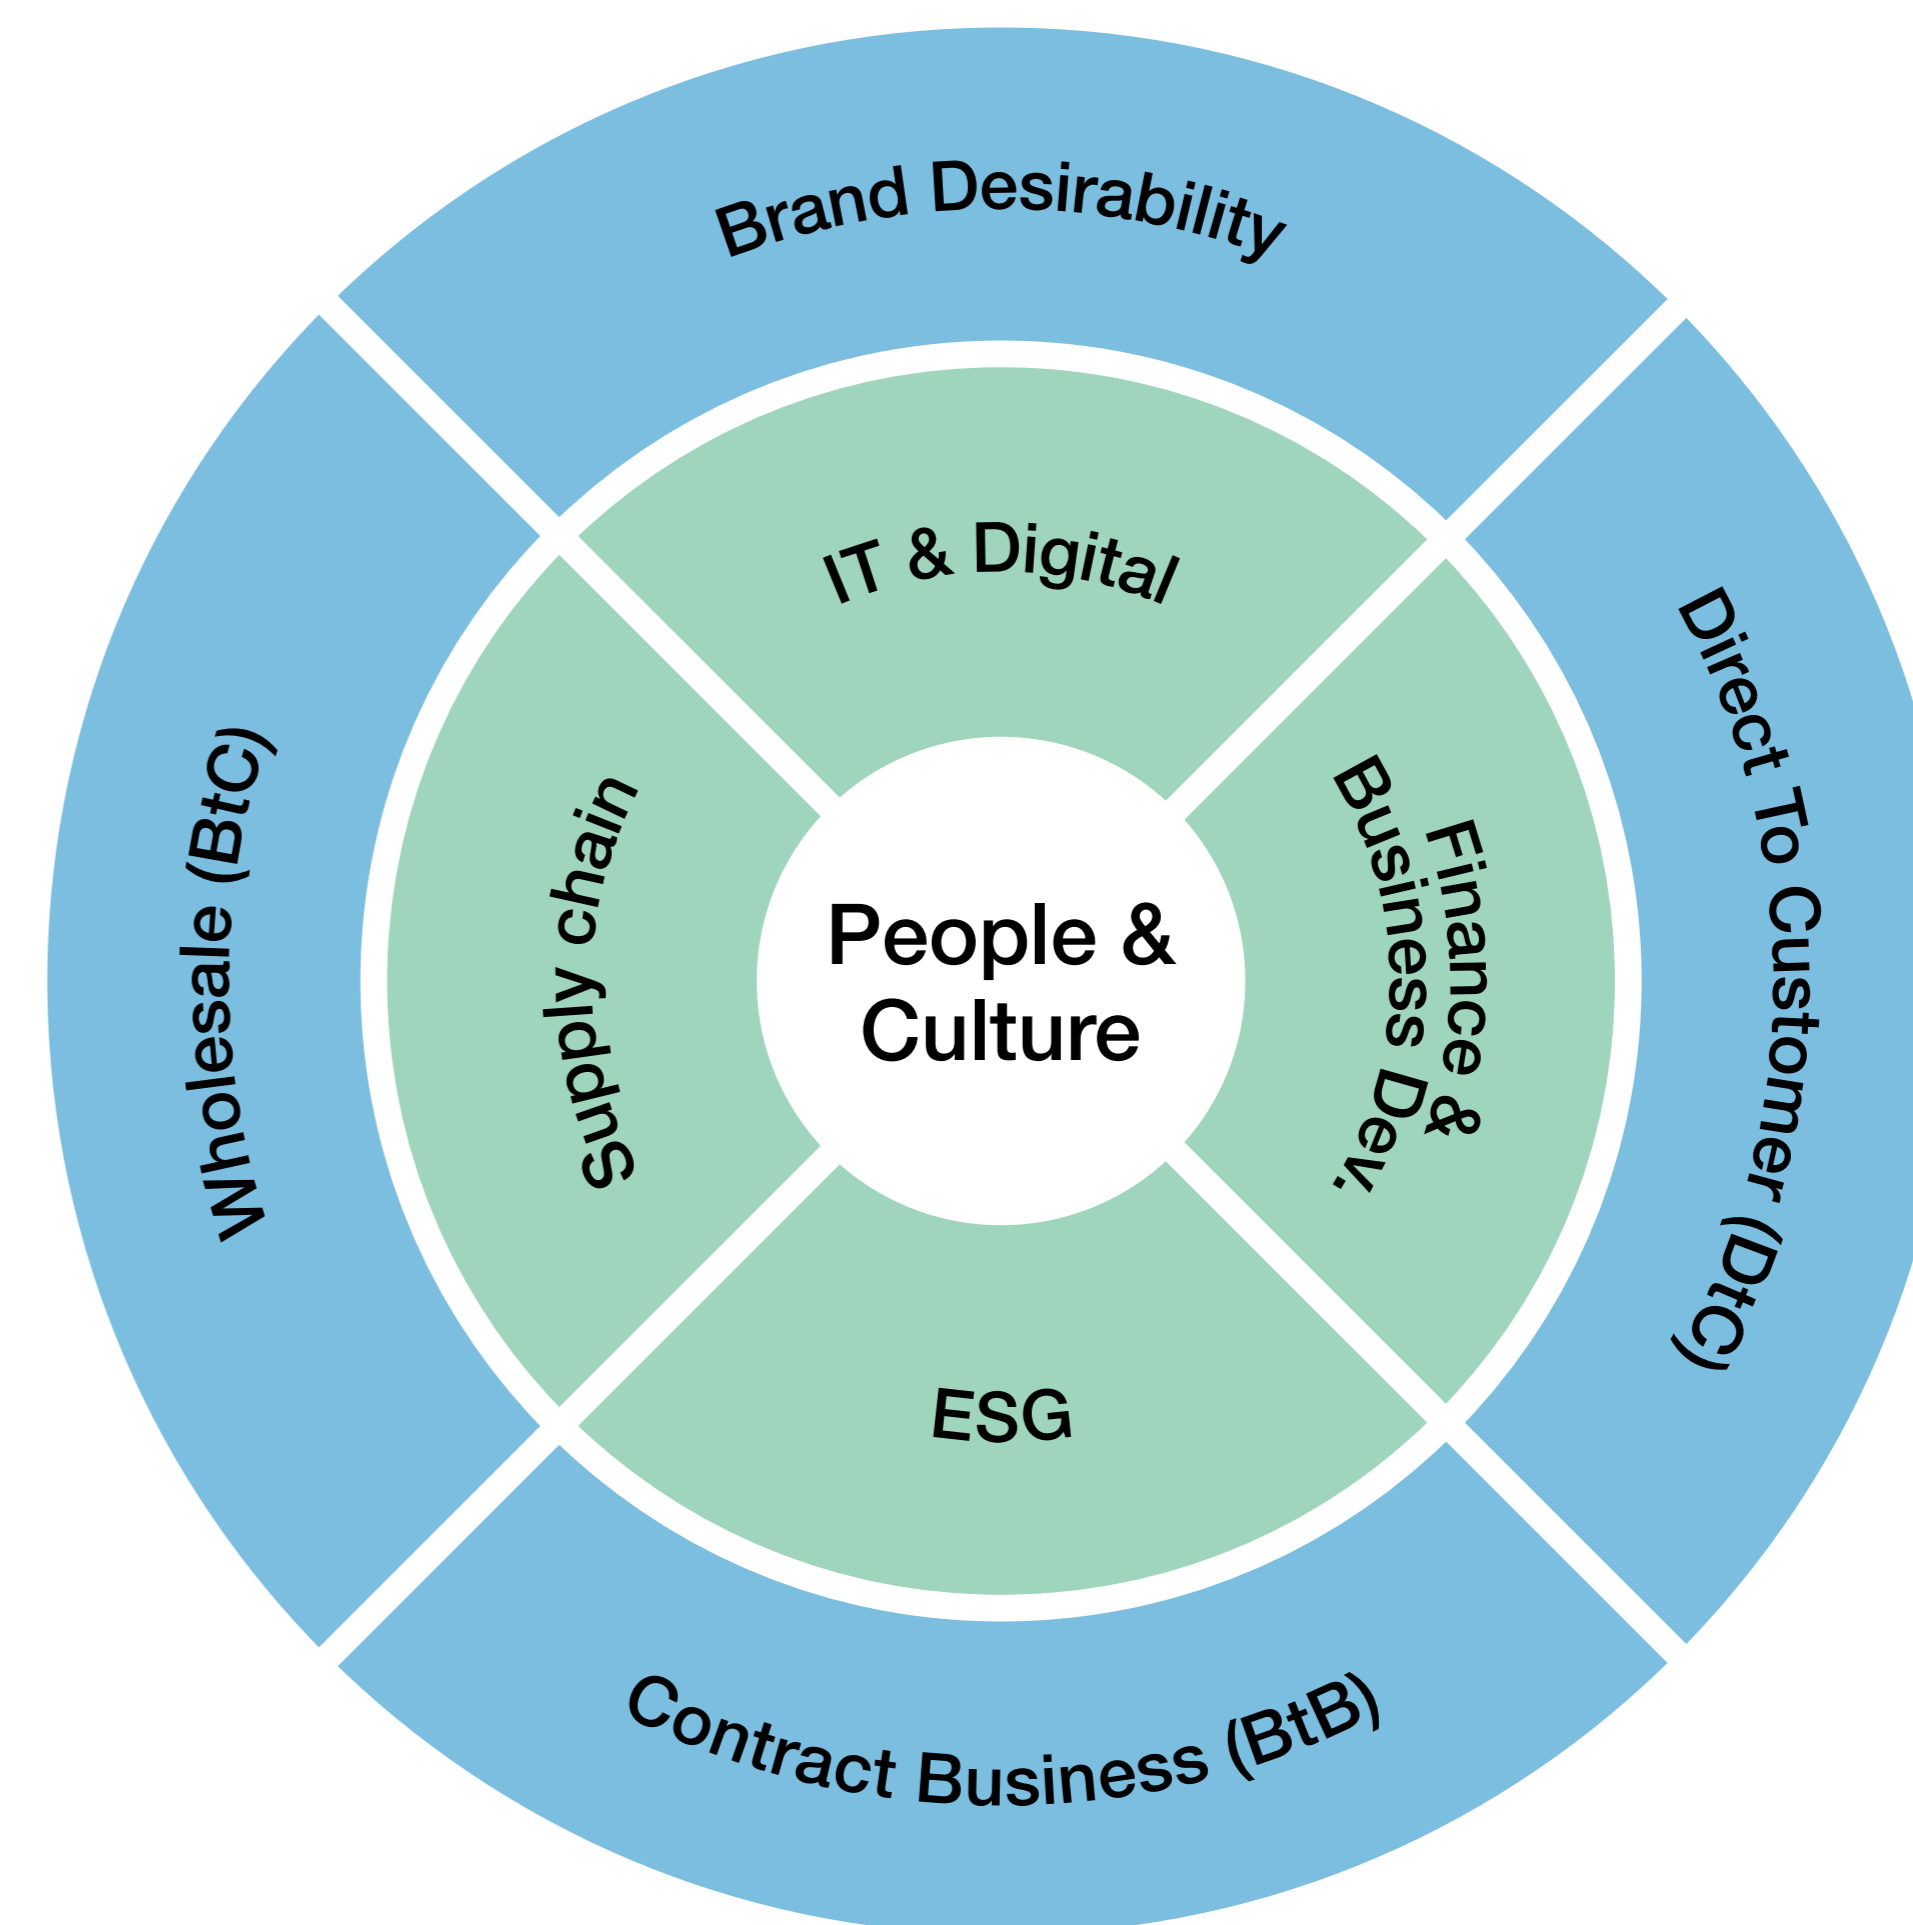 Brand Desirability
IT & Digital
Direct To Customer (DtC)
Finance &
Business Dev.
People &
Culture
Supply chain
Wholesale (BtC)
ESG
Contract Business (BtB)